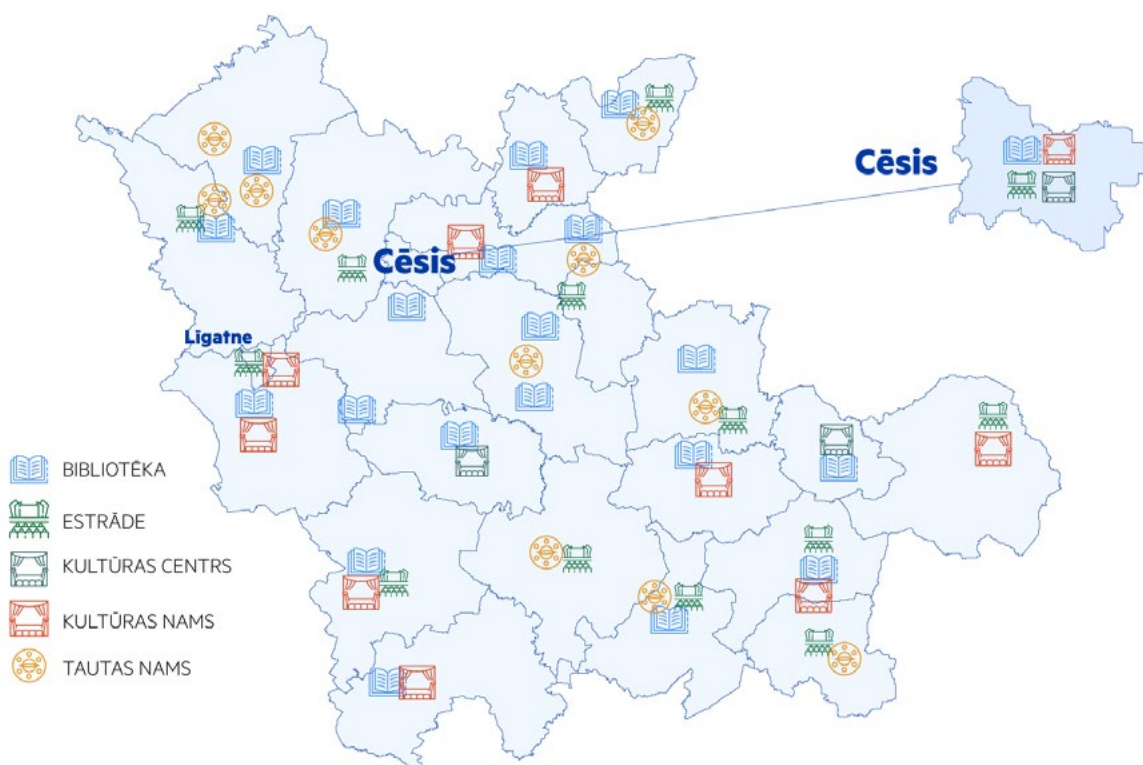 Cēsis
Cēsis
Līgatne
BIBLIOTĒKA
ESTRĀDE
KULTŪRAS CENTRS
KULTŪRAS NAMS
TAUTAS NAMS